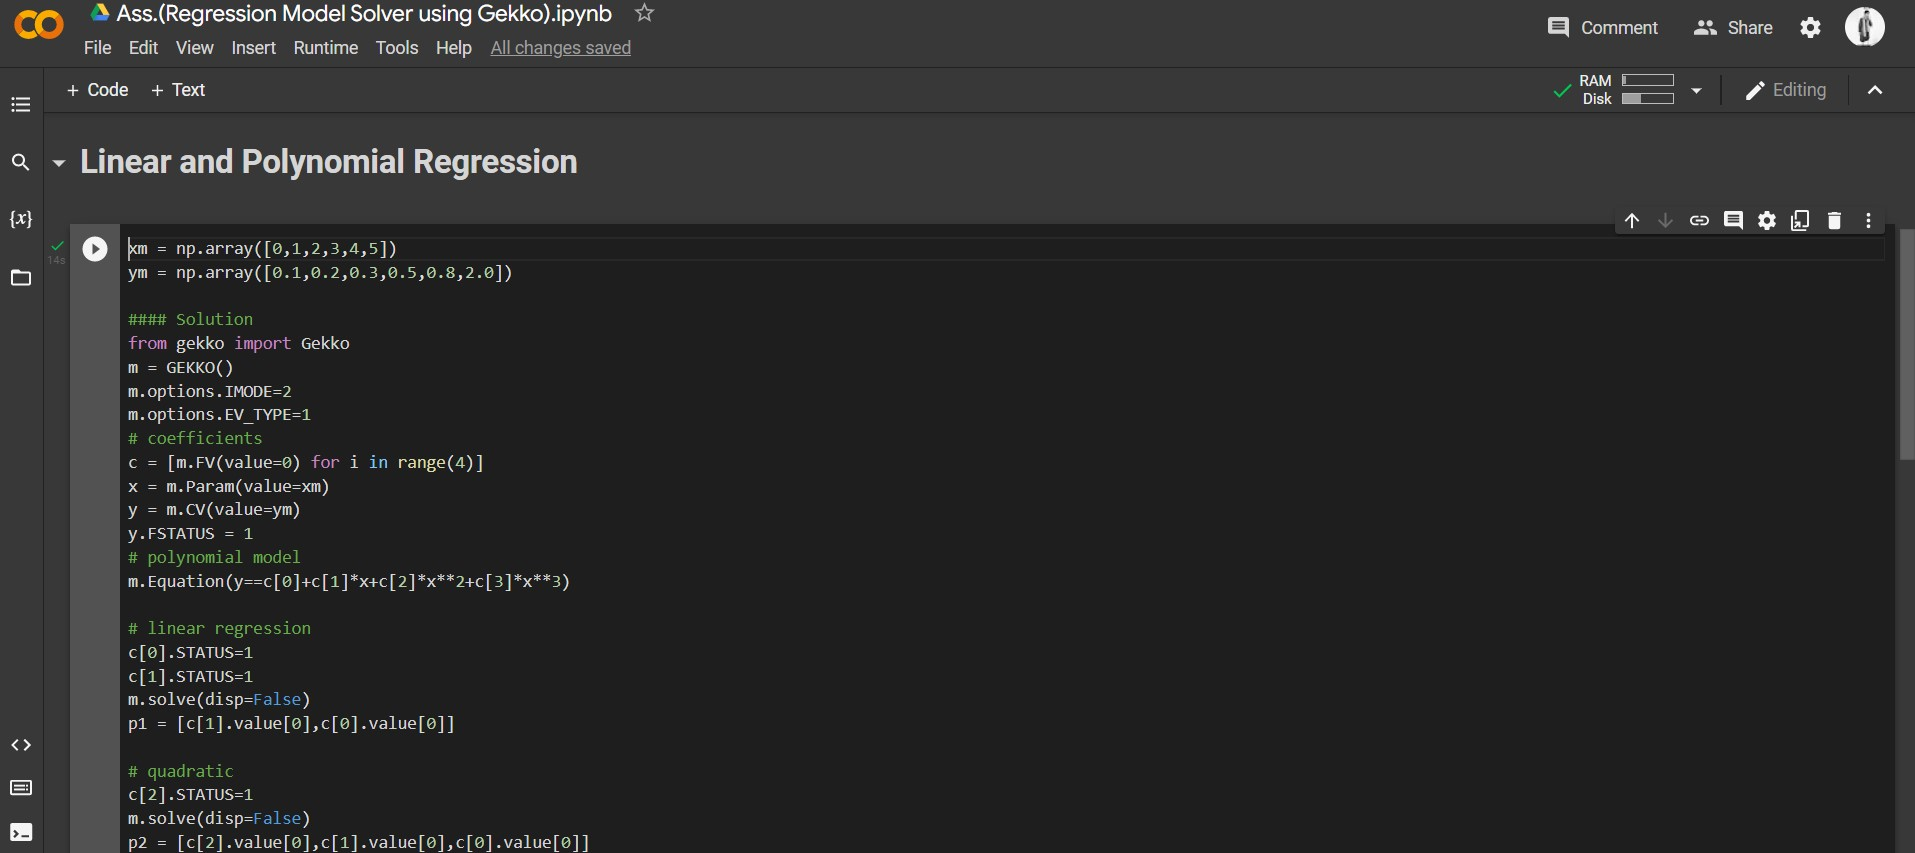 Ass.(Regression Model Solver using Gekko).ipynb
File Edit View Insert Runtime Tools Help All changes saved
Comment Share
+ Code + Text
RAM
Disk
Editing
{x}
Linear and Polynomial Regression
14s
xm = np.array([0,1,2,3,4,5])
ym = np.array([0.1,0.2,0.3,0.5,0.8,2.0])
#### Solution
from gekko import Gekko
m = GEKKO()
m.options.IMODE=2
m.options.EV_TYPE=1
# coefficients
c = [m.FV(value=0) for i in range(4)]
x = m.Param(value=xm)
y = m.CV(value=ym)
y.FSTATUS = 1
# polynomial model
m.Equation(y==c[0]+c[1]*x+c[2]*x**2+c[3]*x**3)
# linear regression
c[0].STATUS=1
c[1].STATUS=1
m.solve(disp=False)
p1 = [c[1].value[0],c[0].value[0]]
# quadratic
c[2].STATUS=1
m.solve(disp=False)
p2 = [c[2].value[0],c[1].value[0],c[0].value[0]]